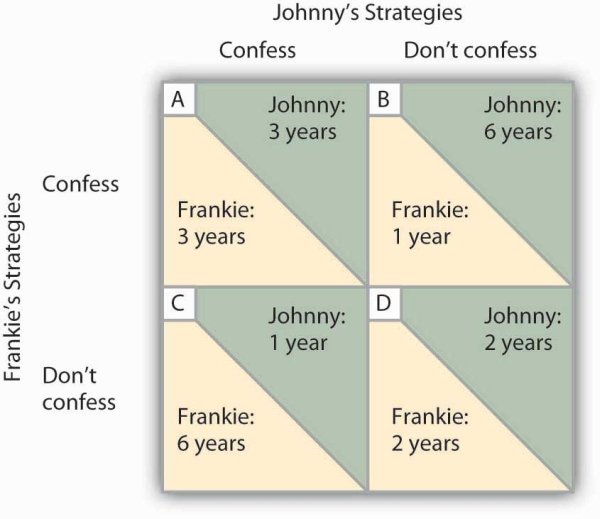 Johnny’s Strategies
Confess
Don’t confess
Frankie’s Strategies
Confess
A
Johnny:
3 years
Frankie:
3 years
B
Johnny:
6 years
Frankie:
1 year
Don’t
confess
C
Johnny:
1 year
Frankie:
6 years
D
Johnny:
2 years
Frankie:
2 years